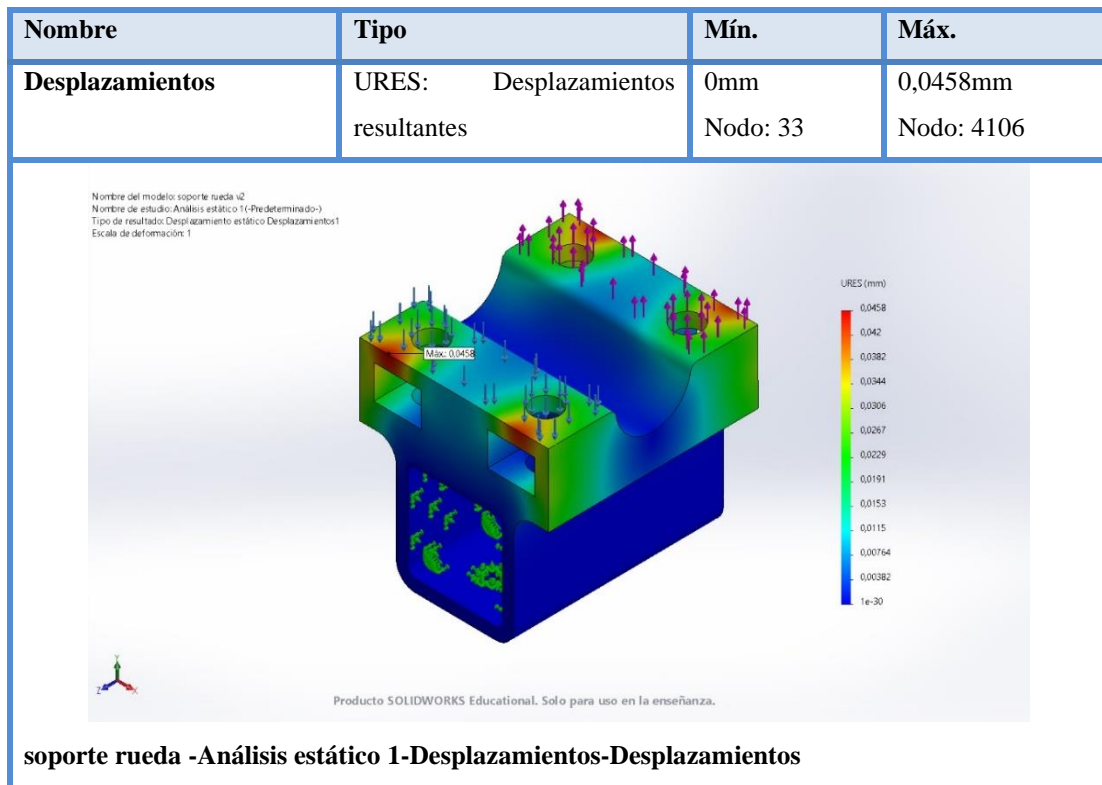 Nombre Tipo Mín. Máx.
Desplazamientos URES: Desplazamientos 0mm 0,0458mm
resultantes Nodo: 33 Nodo: 4106
Nombre del modelo: soporte rueda v2
Nombre de estudio: Análisis estático 1(-Predeterminado-)
Tipo de resultado: Desplazamiento estático Desplazamientos1
Escala de deformación: 1
URES (mm)
0,0458
0,042
0,0382
0,0344
0,0306
0,0267
0,0229
0,0191
0,0153
0,0115
0,00764
0,00382
1e-30
Máx.: 0,0458
Y
Z
X
Producto SOLIDWORKS Educational. Solo para uso en la enseñanza.
soporte rueda -Análisis estático 1-Desplazamientos-Desplazamientos